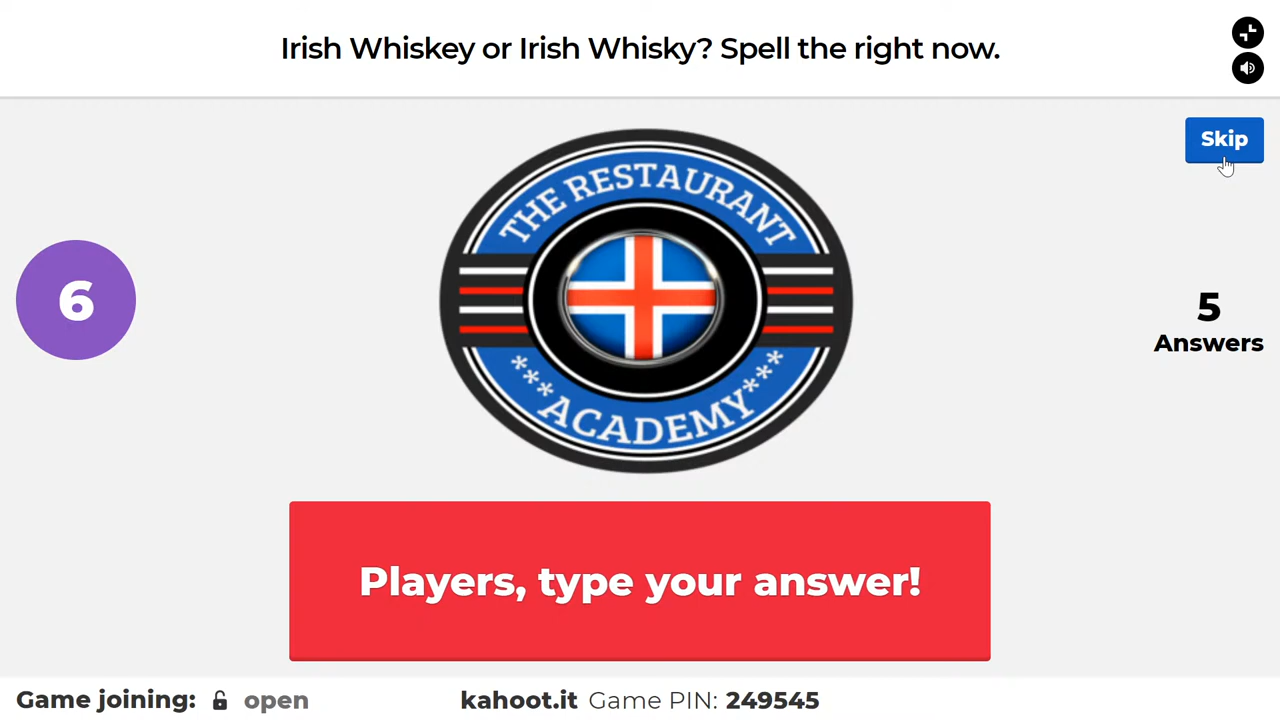 Irish Whiskey or Irish Whisky? Spell the right now.
Skip
THE RESTAURANT
6
5
Answers
***ACADEMY***
Players, type your answer!
Game joining: open kahoot.it Game PIN: 249545